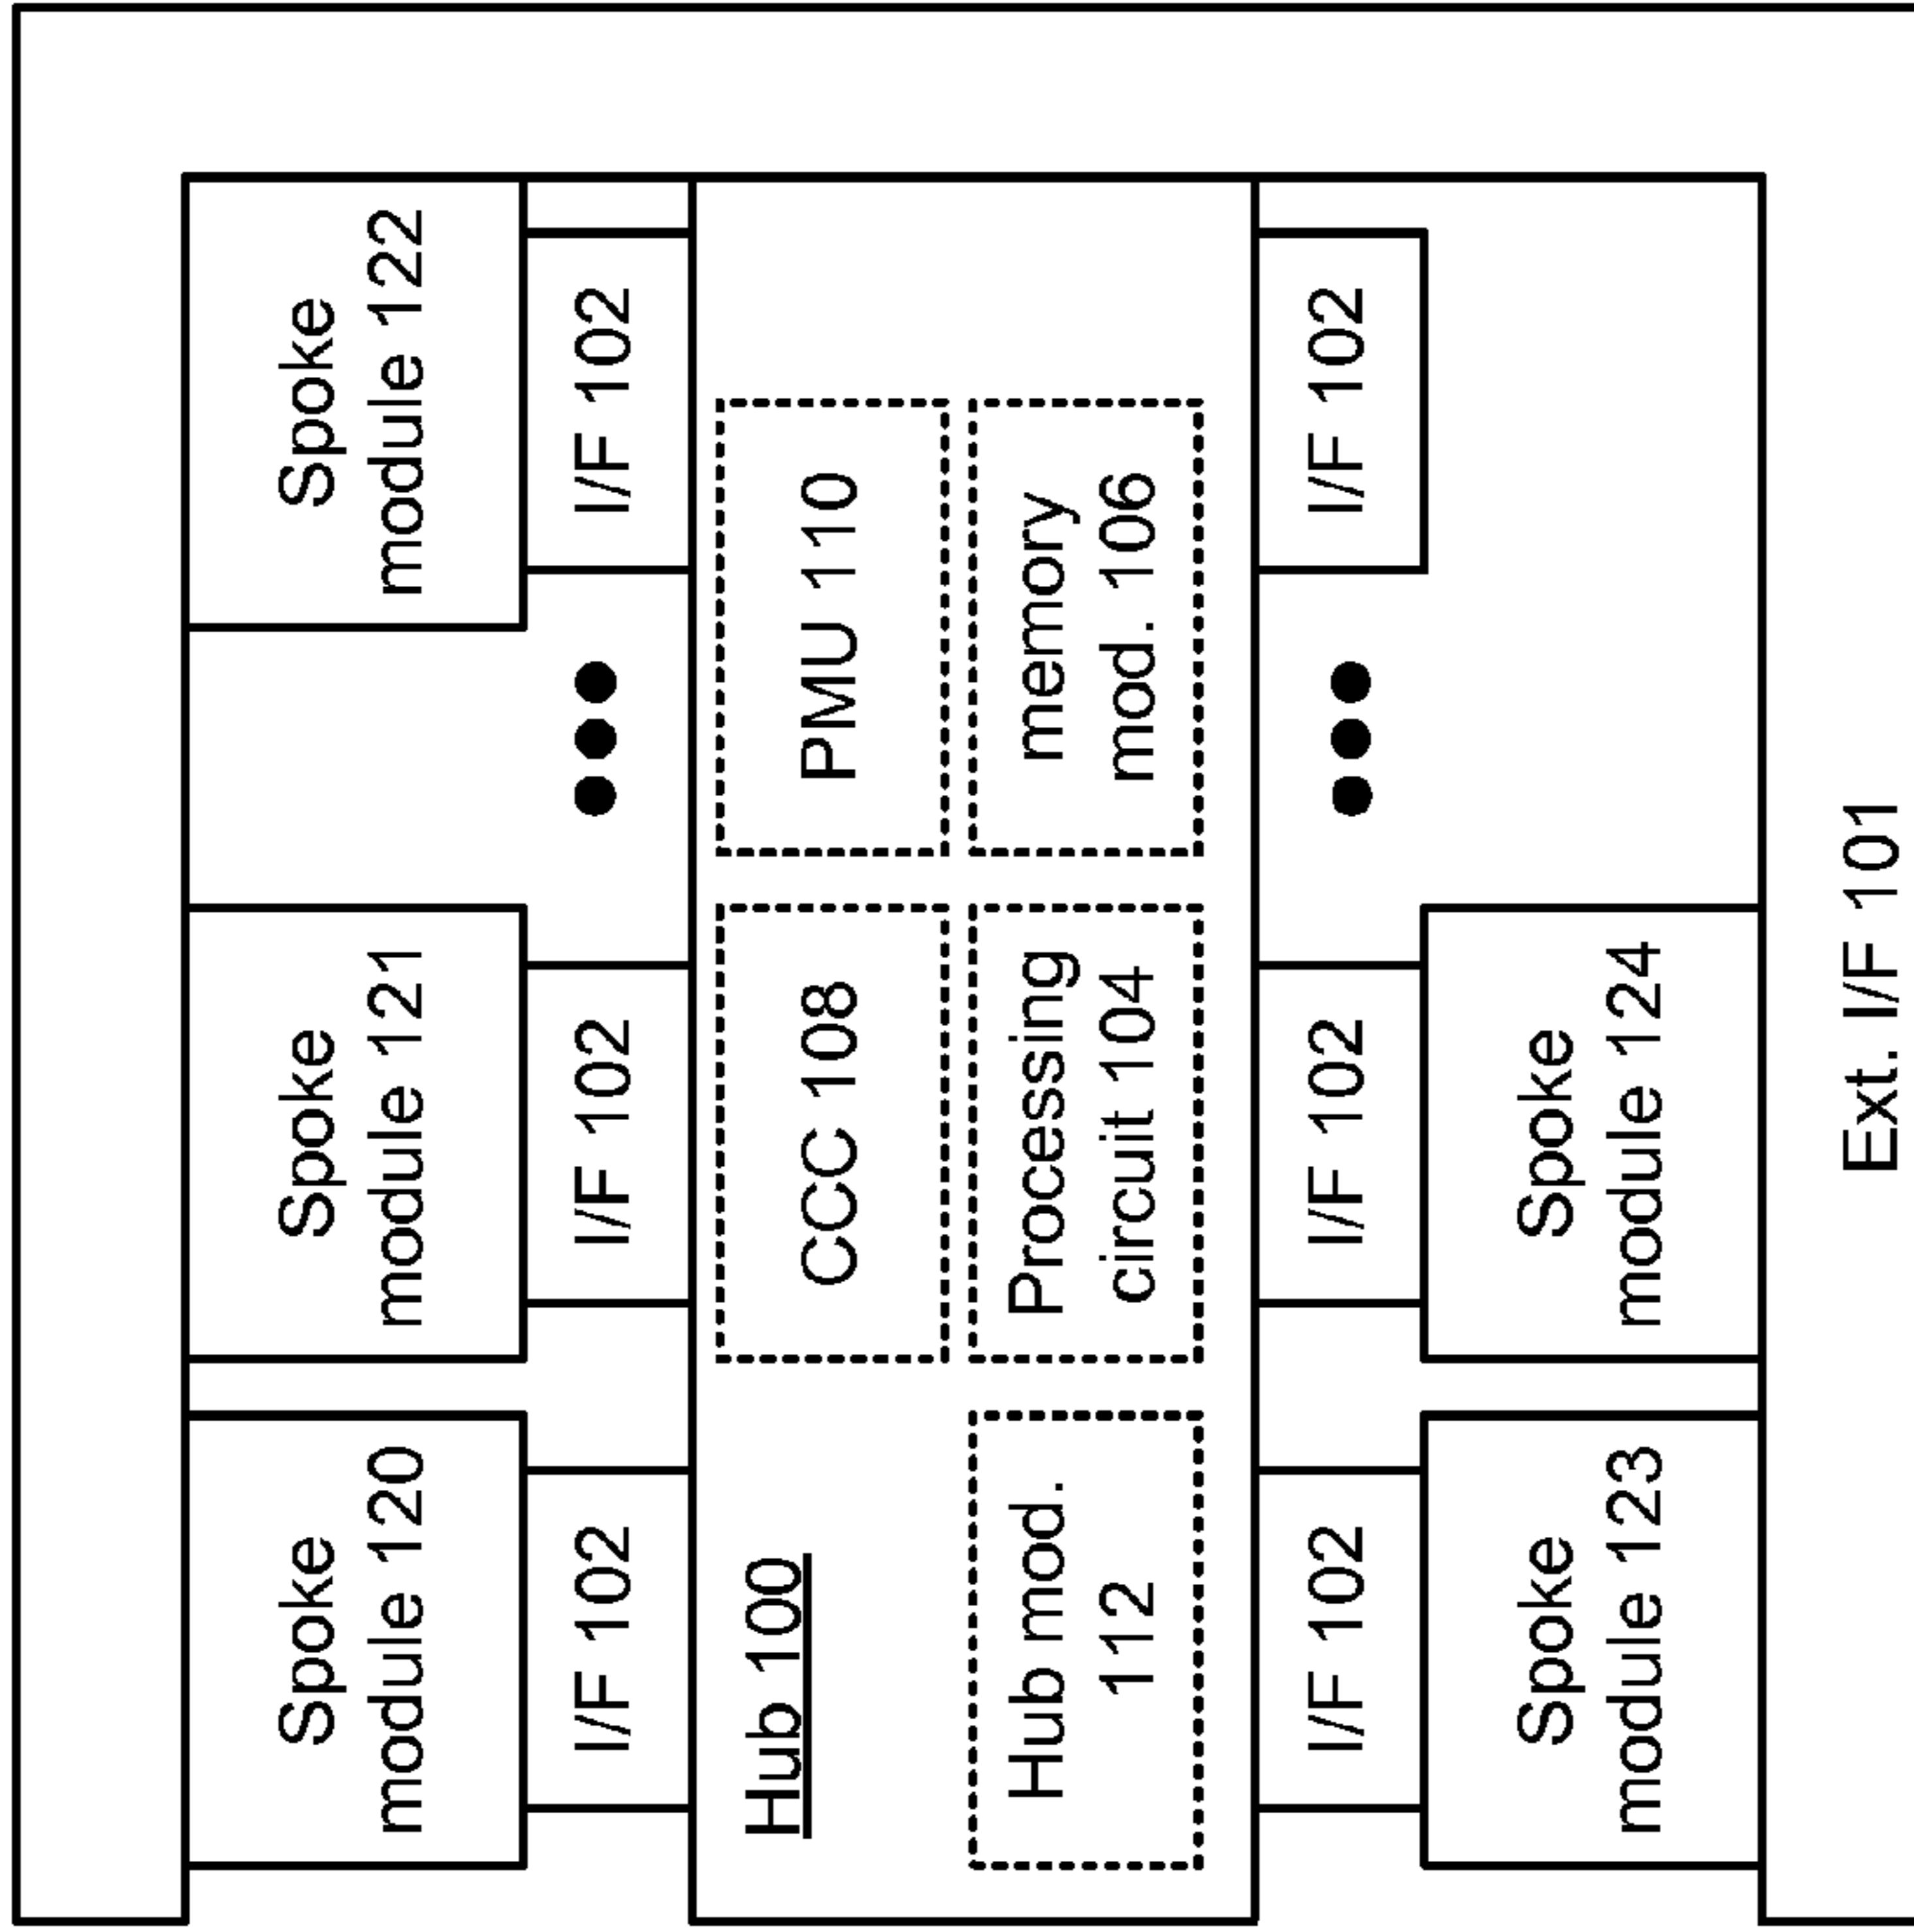 Spoke
module 120
Spoke
module 121
Spoke
module 122
I/F 102
I/F 102
I/F 102
Hub 100
CCC 108
PMU 110
Hub mod.
112
Processing
circuit 104
memory
mod. 106
I/F 102
I/F 102
I/F 102
Spoke
module 123
Spoke
module 124
Ext. I/F 101